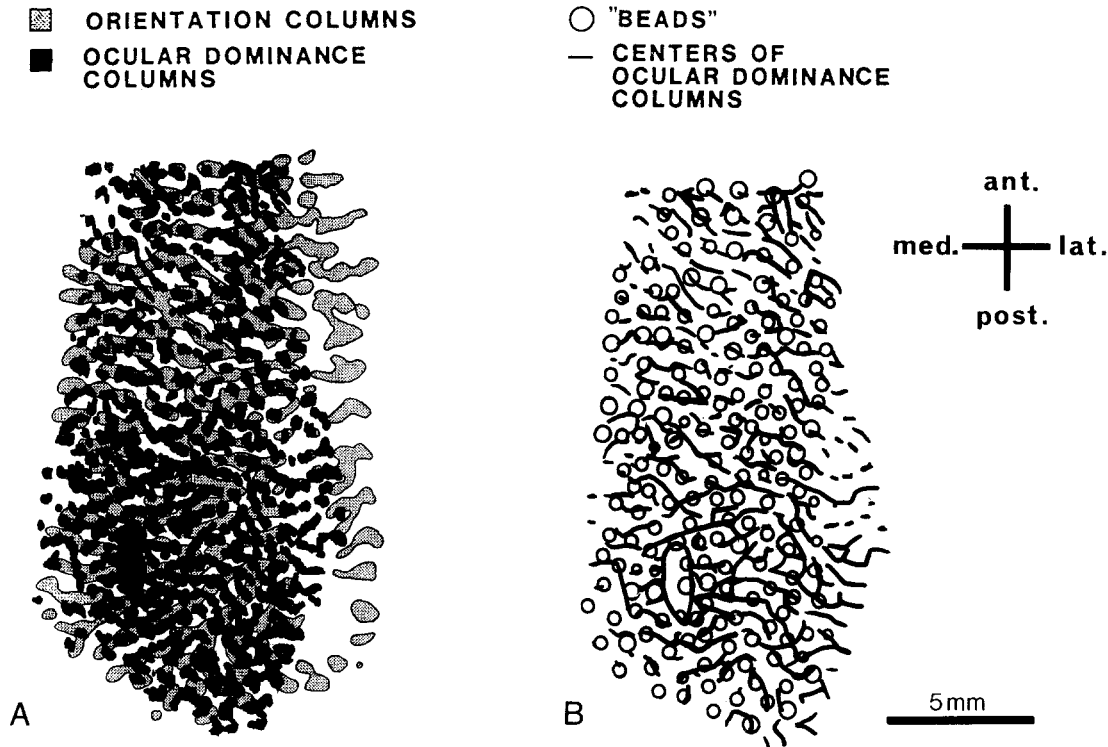 ORIENTATION COLUMNS
OCULAR DOMINANCE
COLUMNS
"BEADS"
CENTERS OF
OCULAR DOMINANCE
COLUMNS
ant.
med.
lat.
post.
A
B
5mm